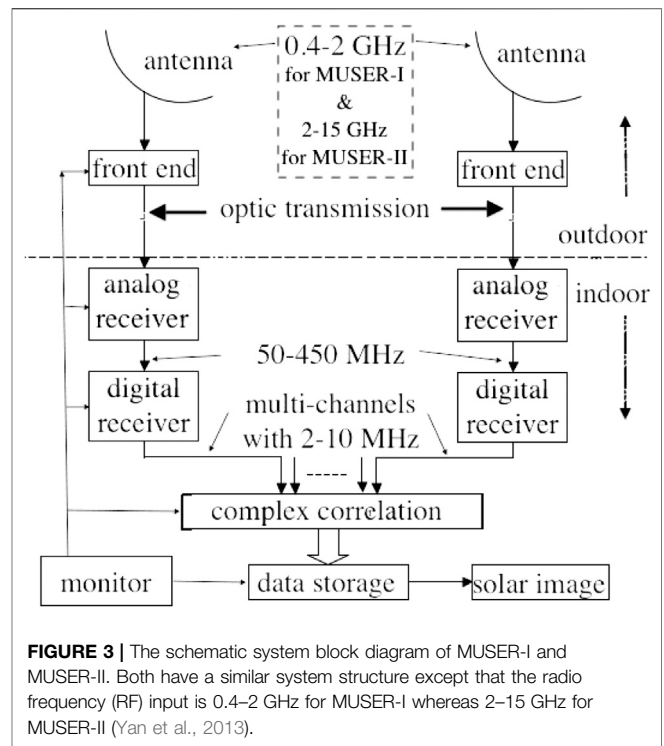 antenna
0.4-2 GHz
for MUSER-I
&
2-15 GHz
for MUSER-II
antenna
front end
front end
optic transmission
outdoor
indoor
analog
receiver
analog
receiver
50-450 MHz
digital
receiver
digital
receiver
multi-channels
with 2-10 MHz
complex correlation
monitor
data storage
solar image
FIGURE 3 | The schematic system block diagram of MUSER-I and
MUSER-II. Both have a similar system structure except that the radio
frequency (RF) input is 0.4–2 GHz for MUSER-I whereas 2–15 GHz for
MUSER-II (Yan et al., 2013).